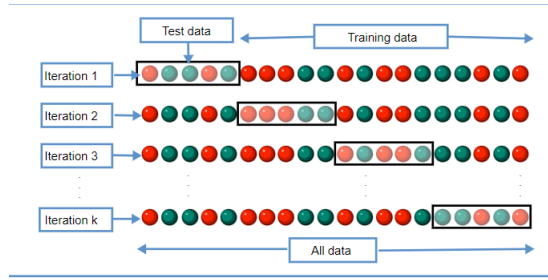 Test data
Training data
Iteration 1
Iteration 2
Iteration 3
Iteration k
All data